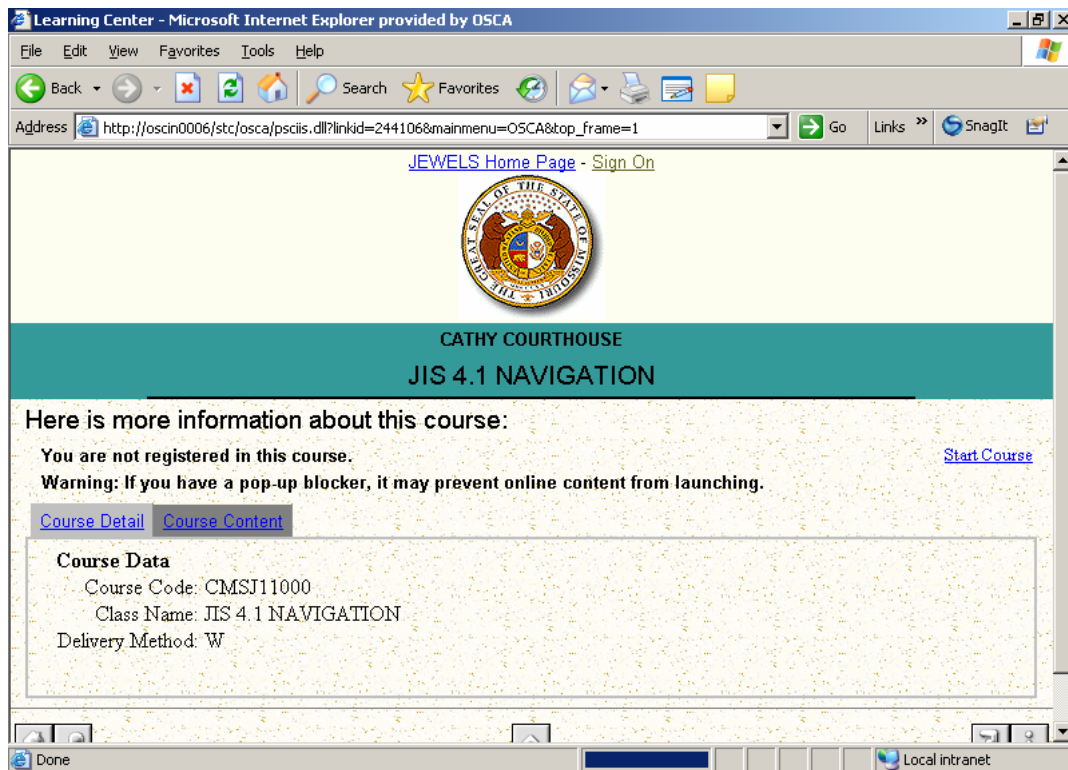 Learning Center - Microsoft Internet Explorer provided by OSCA
File Edit View Favorites Tools Help
Back Search Favorites
Address http://oscin0006/stc/osca/psciis.dll?linkid=244106&mainmenu=OSCA&top_frame=1 Go Links » SnagIt
JEWELS Home Page - Sign On
THE GREAT SEAL OF THE STATE OF MISSOURI
CATHY COURTHOUSE
JIS 4.1 NAVIGATION
Here is more information about this course:
You are not registered in this course. Start Course
Warning: If you have a pop-up blocker, it may prevent online content from launching.
Course Detail Course Content
Course Data
Course Code: CMSJ11000
Class Name: JIS 4.1 NAVIGATION
Delivery Method: W
Done Local intranet